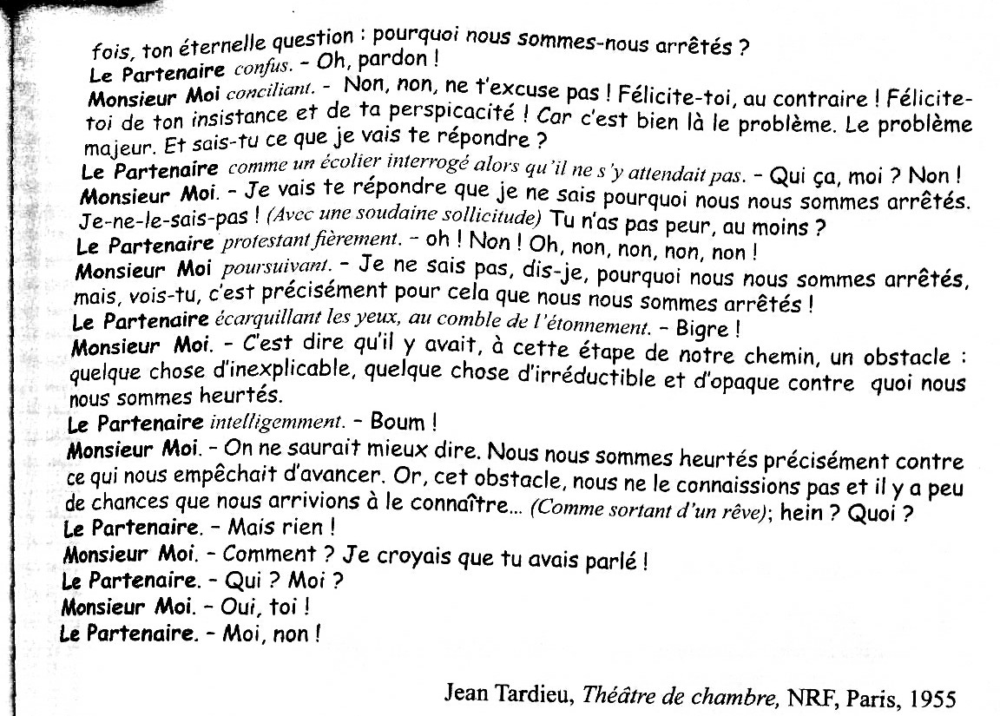 fois, ton éternelle question : pourquoi nous sommes-nous arrêtés ?
Le Partenaire confus. - Oh, pardon !
Monsieur Moi conciliant. - Non, non, ne t'excuse pas ! Félicite-toi, au contraire ! Félicite-
toi de ton insistance et de ta perspicacité ! Car c'est bien là le problème. Le problème
majeur. Et sais-tu ce que je vais te répondre ?
Le Partenaire comme un écolier interrogé alors qu'il ne s'y attendait pas. - Qui ça, moi ? Non !
Monsieur Moi. - Je vais te répondre que je ne sais pourquoi nous nous sommes arrêtés.
Je-ne-le-sais-pas ! (Avec une soudaine sollicitude) Tu n'as pas peur, au moins ?
Le Partenaire protestant fièrement. - oh ! Non ! Oh, non, non, non, non !
Monsieur Moi poursuivant. - Je ne sais pas, dis-je, pourquoi nous nous sommes arrêtés,
mais, vois-tu, c'est précisément pour cela que nous nous sommes arrêtés !
Le Partenaire écarquillant les yeux, au comble de l'étonnement. - Bigre !
Monsieur Moi. - C'est dire qu'il y avait, à cette étape de notre chemin, un obstacle :
quelque chose d'inexplicable, quelque chose d'irréductible et d'opaque contre quoi nous
nous sommes heurtés.
Le Partenaire intelligemment. - Boum !
Monsieur Moi. - On ne saurait mieux dire. Nous nous sommes heurtés précisément contre
ce qui nous empêchait d'avancer. Or, cet obstacle, nous ne le connaissions pas et il y a peu
de chances que nous arrivions à le connaître... (Comme sortant d'un rêve); hein ? Quoi ?
Le Partenaire. - Mais rien !
Monsieur Moi. - Comment ? Je croyais que tu avais parlé !
Le Partenaire. - Qui ? Moi ?
Monsieur Moi. - Oui, toi !
Le Partenaire. - Moi, non !
Jean Tardieu, Théâtre de chambre, NRF, Paris, 1955